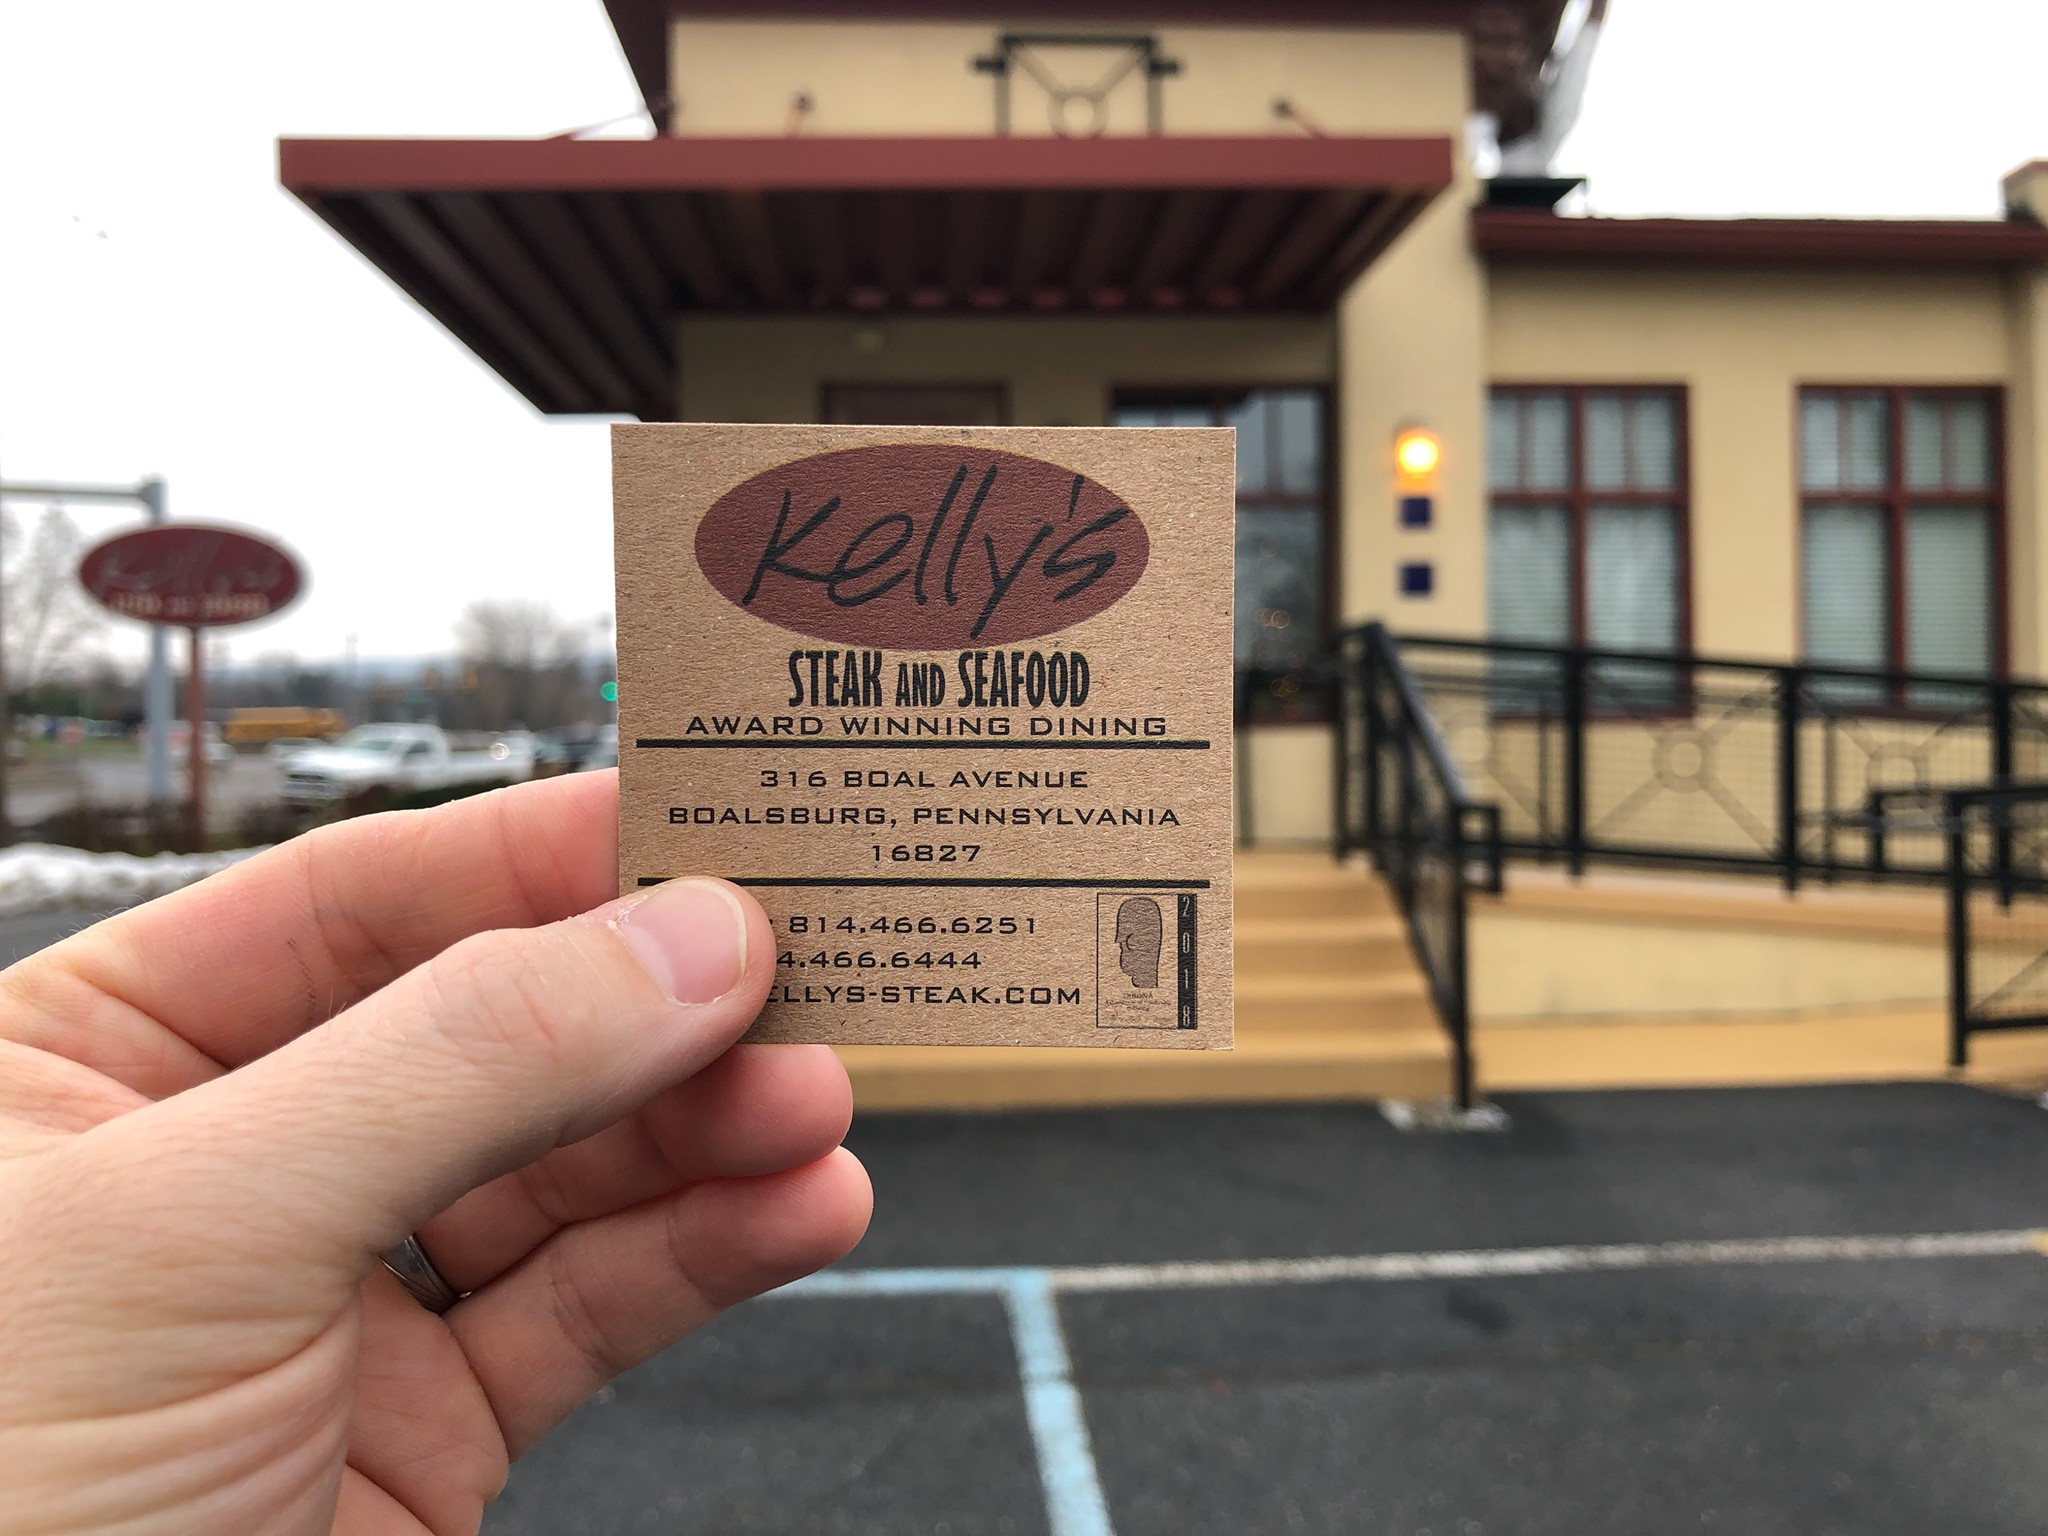 Kelly's
STEAK AND SEAFOOD
AWARD WINNING DINING
316 BOAL AVENUE
BOALSBURG, PENNSYLVANIA
16827
: 814.466.6251
4.466.6444
ELLYS-STEAK.COM
2018
Kelly's